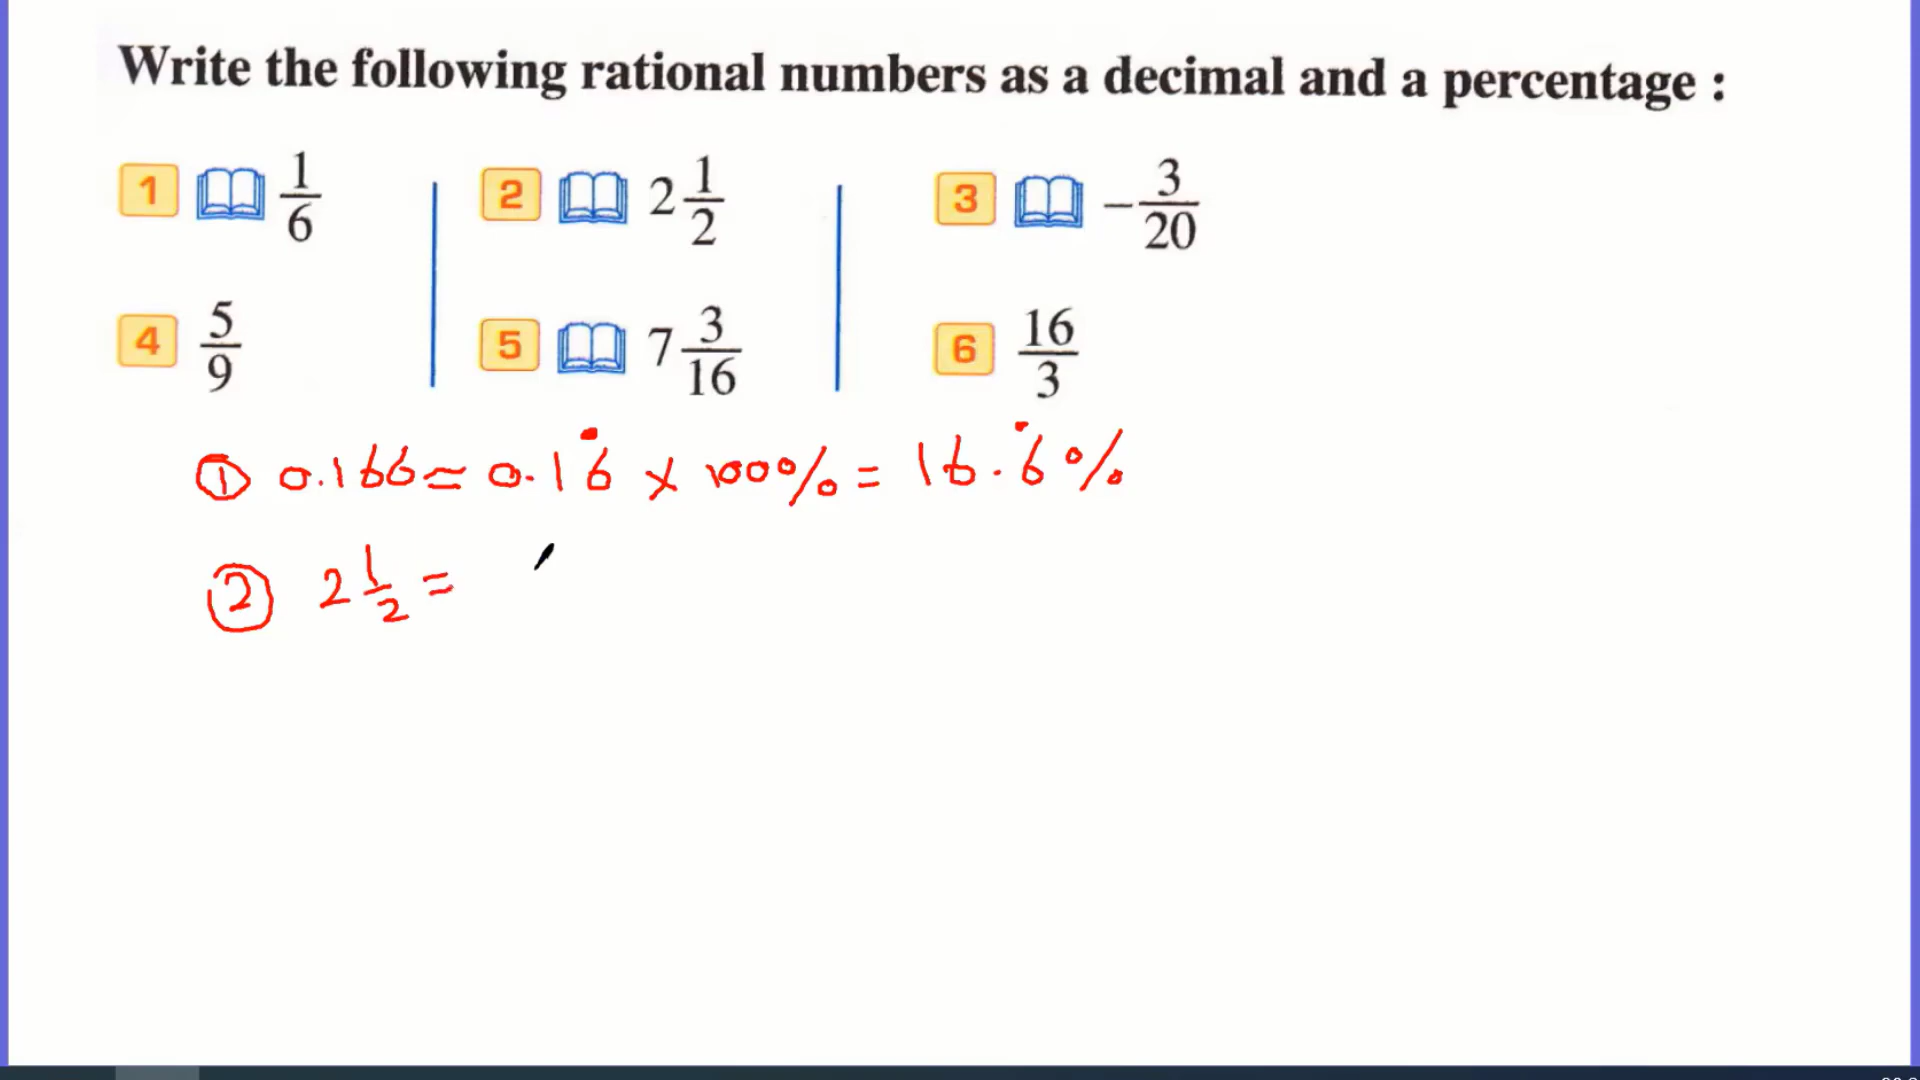 Write the following rational numbers as a decimal and a percentage :
1 1/6 2 2 1/2 3 -3/20
4 5/9 5 7 3/16 6 16/3
① 0.166 ≃ 0.16̇ × 100% = 16.6̇%
② 2 1/2 =